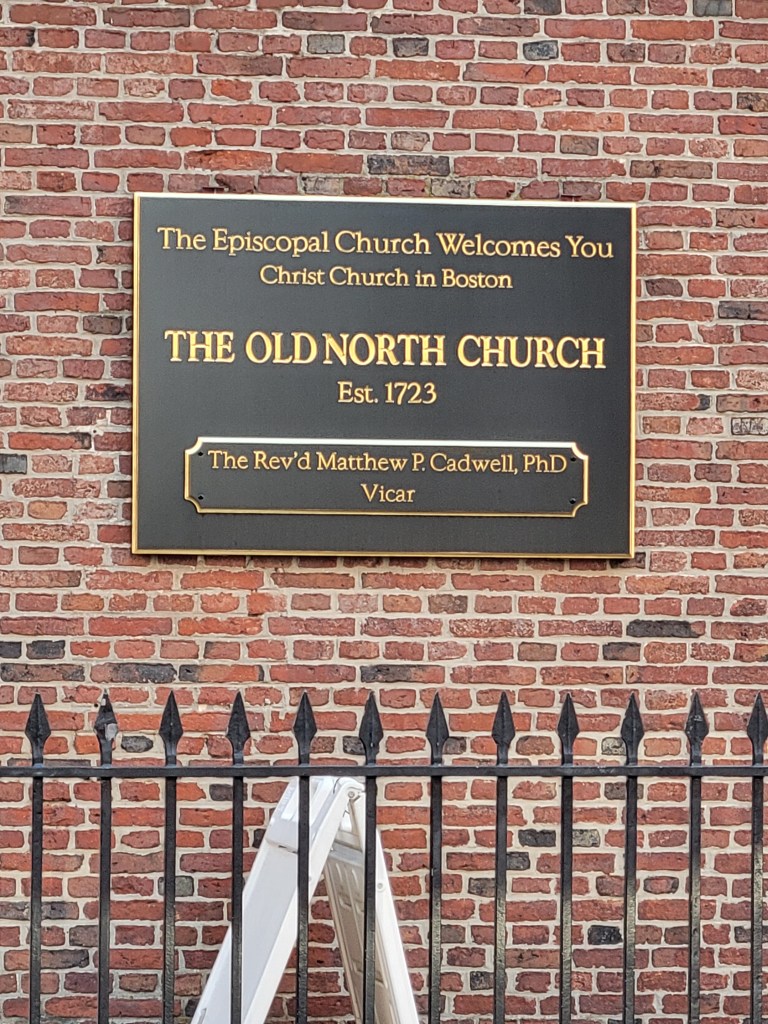 The Episcopal Church Welcomes You
Christ Church in Boston
THE OLD NORTH CHURCH
Est. 1723
The Rev'd Matthew P. Cadwell, PhD
Vicar